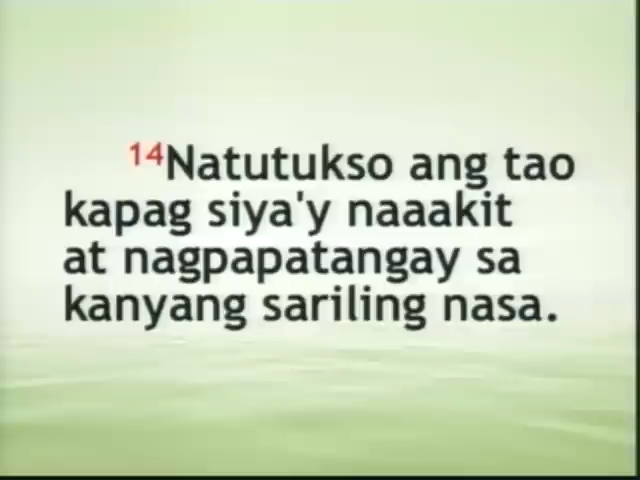 14Natutukso ang tao
kapag siya'y naaakit
at nagpapatangay sa
kanyang sariling nasa.